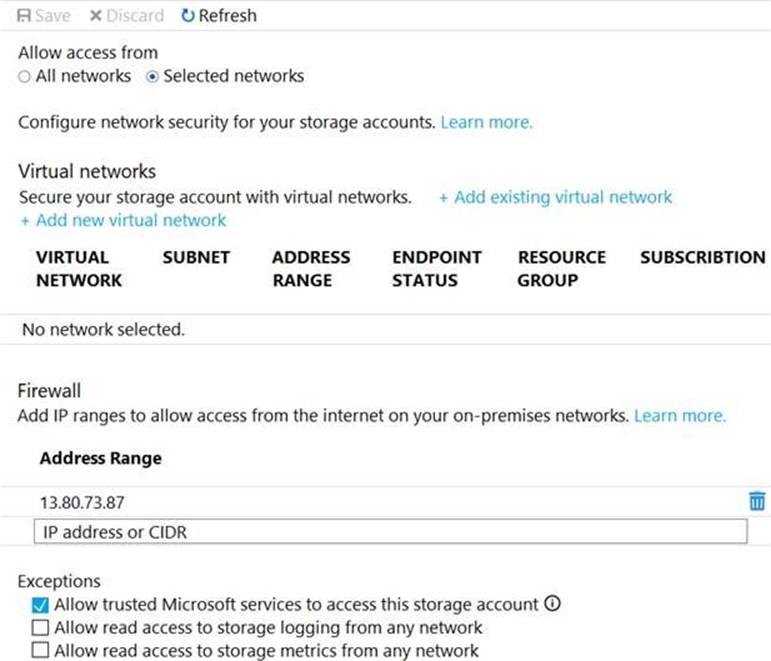 Save Discard Refresh
Allow access from
All networks Selected networks
Configure network security for your storage accounts. Learn more.
Virtual networks
Secure your storage account with virtual networks. + Add existing virtual network
+ Add new virtual network
VIRTUAL NETWORK SUBNET ADDRESS RANGE ENDPOINT STATUS RESOURCE GROUP SUBSCRIBTION
No network selected.
Firewall
Add IP ranges to allow access from the internet on your on-premises networks. Learn more.
Address Range
13.80.73.87
IP address or CIDR
Exceptions
Allow trusted Microsoft services to access this storage account
Allow read access to storage logging from any network
Allow read access to storage metrics from any network